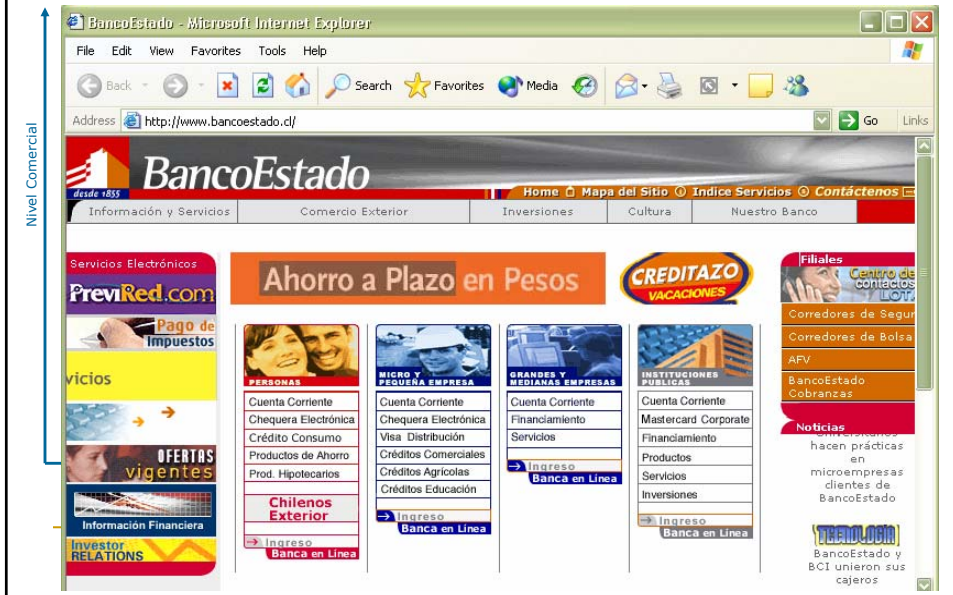 Nivel Comercial
BancoEstado - Microsoft Internet Explorer
File Edit View Favorites Tools Help
Back Search Favorites Media
Address http://www.bancoestado.cl/ Go Links
desde 1855
BancoEstado
Home Mapa del Sitio Indice Servicios Contáctenos
Información y Servicios Comercio Exterior Inversiones Cultura Nuestro Banco
Servicios Electrónicos
PreviRed.com
Pago de
Impuestos
vicios
OFERTAS
vigentes
Información Financiera
Investor
RELATIONS
Ahorro a Plazo en Pesos
CREDITAZO
VACACIONES
PERSONAS
Cuenta Corriente
Chequera Electrónica
Crédito Consumo
Productos de Ahorro
Prod. Hipotecarios
Chilenos
Exterior
Ingreso
Banca en Línea
MICRO Y
PEQUEÑA EMPRESA
Cuenta Corriente
Chequera Electrónica
Visa Distribución
Créditos Comerciales
Créditos Agrícolas
Créditos Educación
Ingreso
Banca en Línea
GRANDES Y
MEDIANAS EMPRESAS
Cuenta Corriente
Financiamiento
Servicios
Ingreso
Banca en Línea
INSTITUCIONES
PUBLICAS
Cuenta Corriente
Mastercard Corporate
Financiamiento
Productos
Servicios
Inversiones
Ingreso
Banca en Línea
Filiales
Centro de
contactos
LOT.
Corredores de Segur
Corredores de Bolsa
AFV
BancoEstado
Cobranzas
Noticias
Universitarios
hacen prácticas
en
microempresas
clientes de
BancoEstado
TECNOLOGÍA
BancoEstado y
BCI unieron sus
cajeros